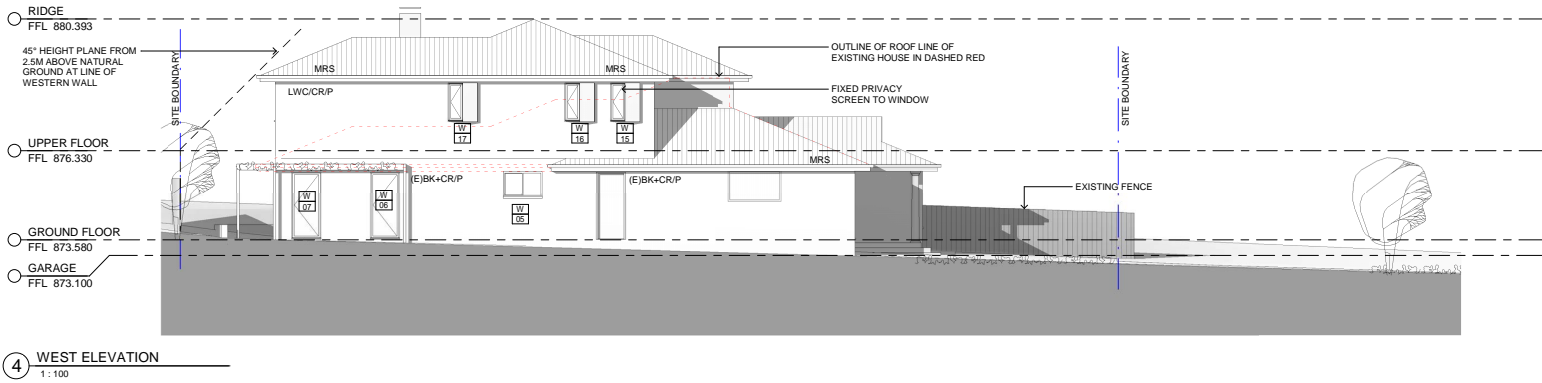 RIDGE
FFL 880.393
45° HEIGHT PLANE FROM
2.5M ABOVE NATURAL
GROUND AT LINE OF
WESTERN WALL
SITE BOUNDARY
MRS
MRS
LWC/CR/P
OUTLINE OF ROOF LINE OF
EXISTING HOUSE IN DASHED RED
FIXED PRIVACY
SCREEN TO WINDOW
SITE BOUNDARY
W
17
W
16
W
15
UPPER FLOOR
FFL 876.330
MRS
(E)BK+CR/P
(E)BK+CR/P
W
07
W
06
W
05
EXISTING FENCE
GROUND FLOOR
FFL 873.580
GARAGE
FFL 873.100
4
WEST ELEVATION
1 : 100